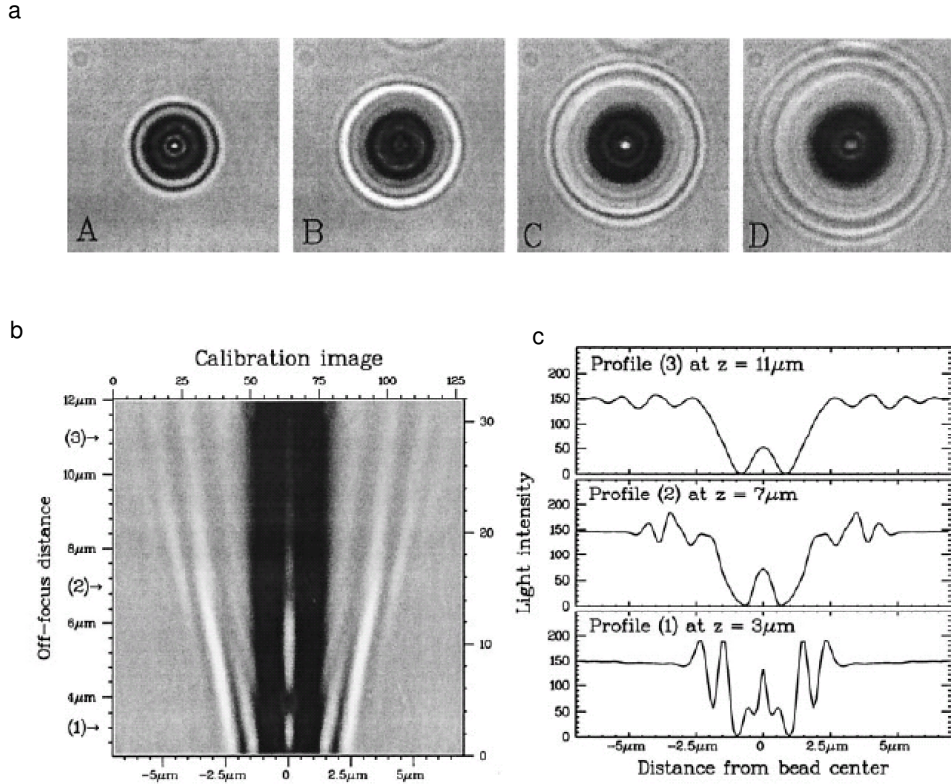 a
A
B
C
D
b
Calibration image
0 25 50 75 100 125
12μm
(3)→
10μm
8μm
(2)→
6μm
4μm
(1)→
Off-focus distance
30
20
10
0
-5μm -2.5μm 0 2.5μm 5μm
c
Profile (3) at z = 11μm
200
150
100
50
0
Profile (2) at z = 7μm
200
150
100
50
0
Profile (1) at z = 3μm
200
150
100
50
0
Light intensity
-5μm -2.5μm 0 2.5μm 5μm
Distance from bead center